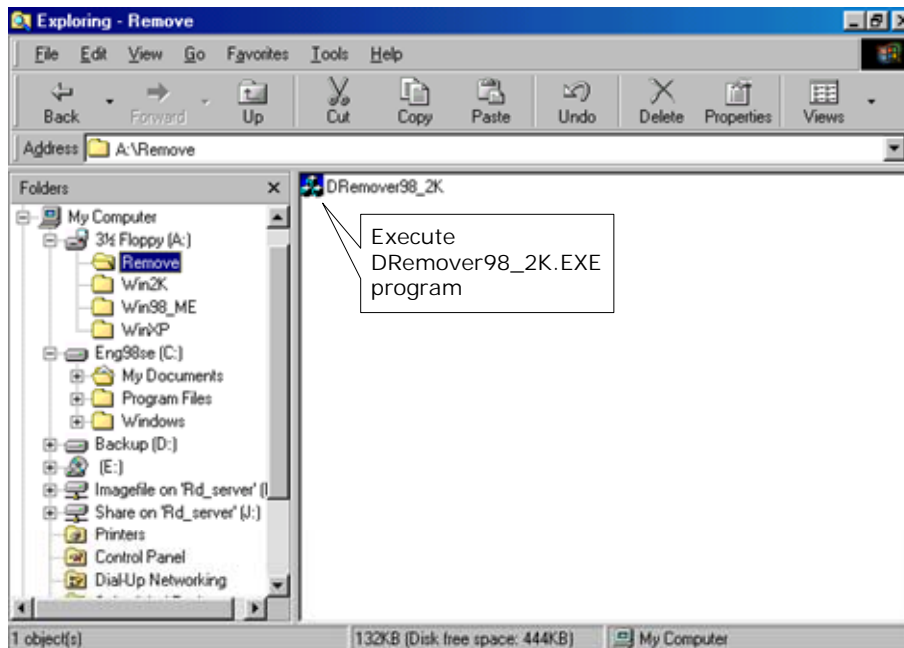 Exploring - Remove
File Edit View Go Favorites Tools Help
Back Forward Up Cut Copy Paste Undo Delete Properties Views
Address A:\Remove
Folders
My Computer
3½ Floppy (A:)
Remove
Win2K
Win98_ME
WinXP
Eng98se (C:)
My Documents
Program Files
Windows
Backup (D:)
(E:)
Imagefile on 'Rd_server' (I
Share on 'Rd_server' (J:)
Printers
Control Panel
Dial-Up Networking
DRemover98_2K
Execute
DRemover98_2K.EXE
program
1 object(s) 132KB (Disk free space: 444KB) My Computer